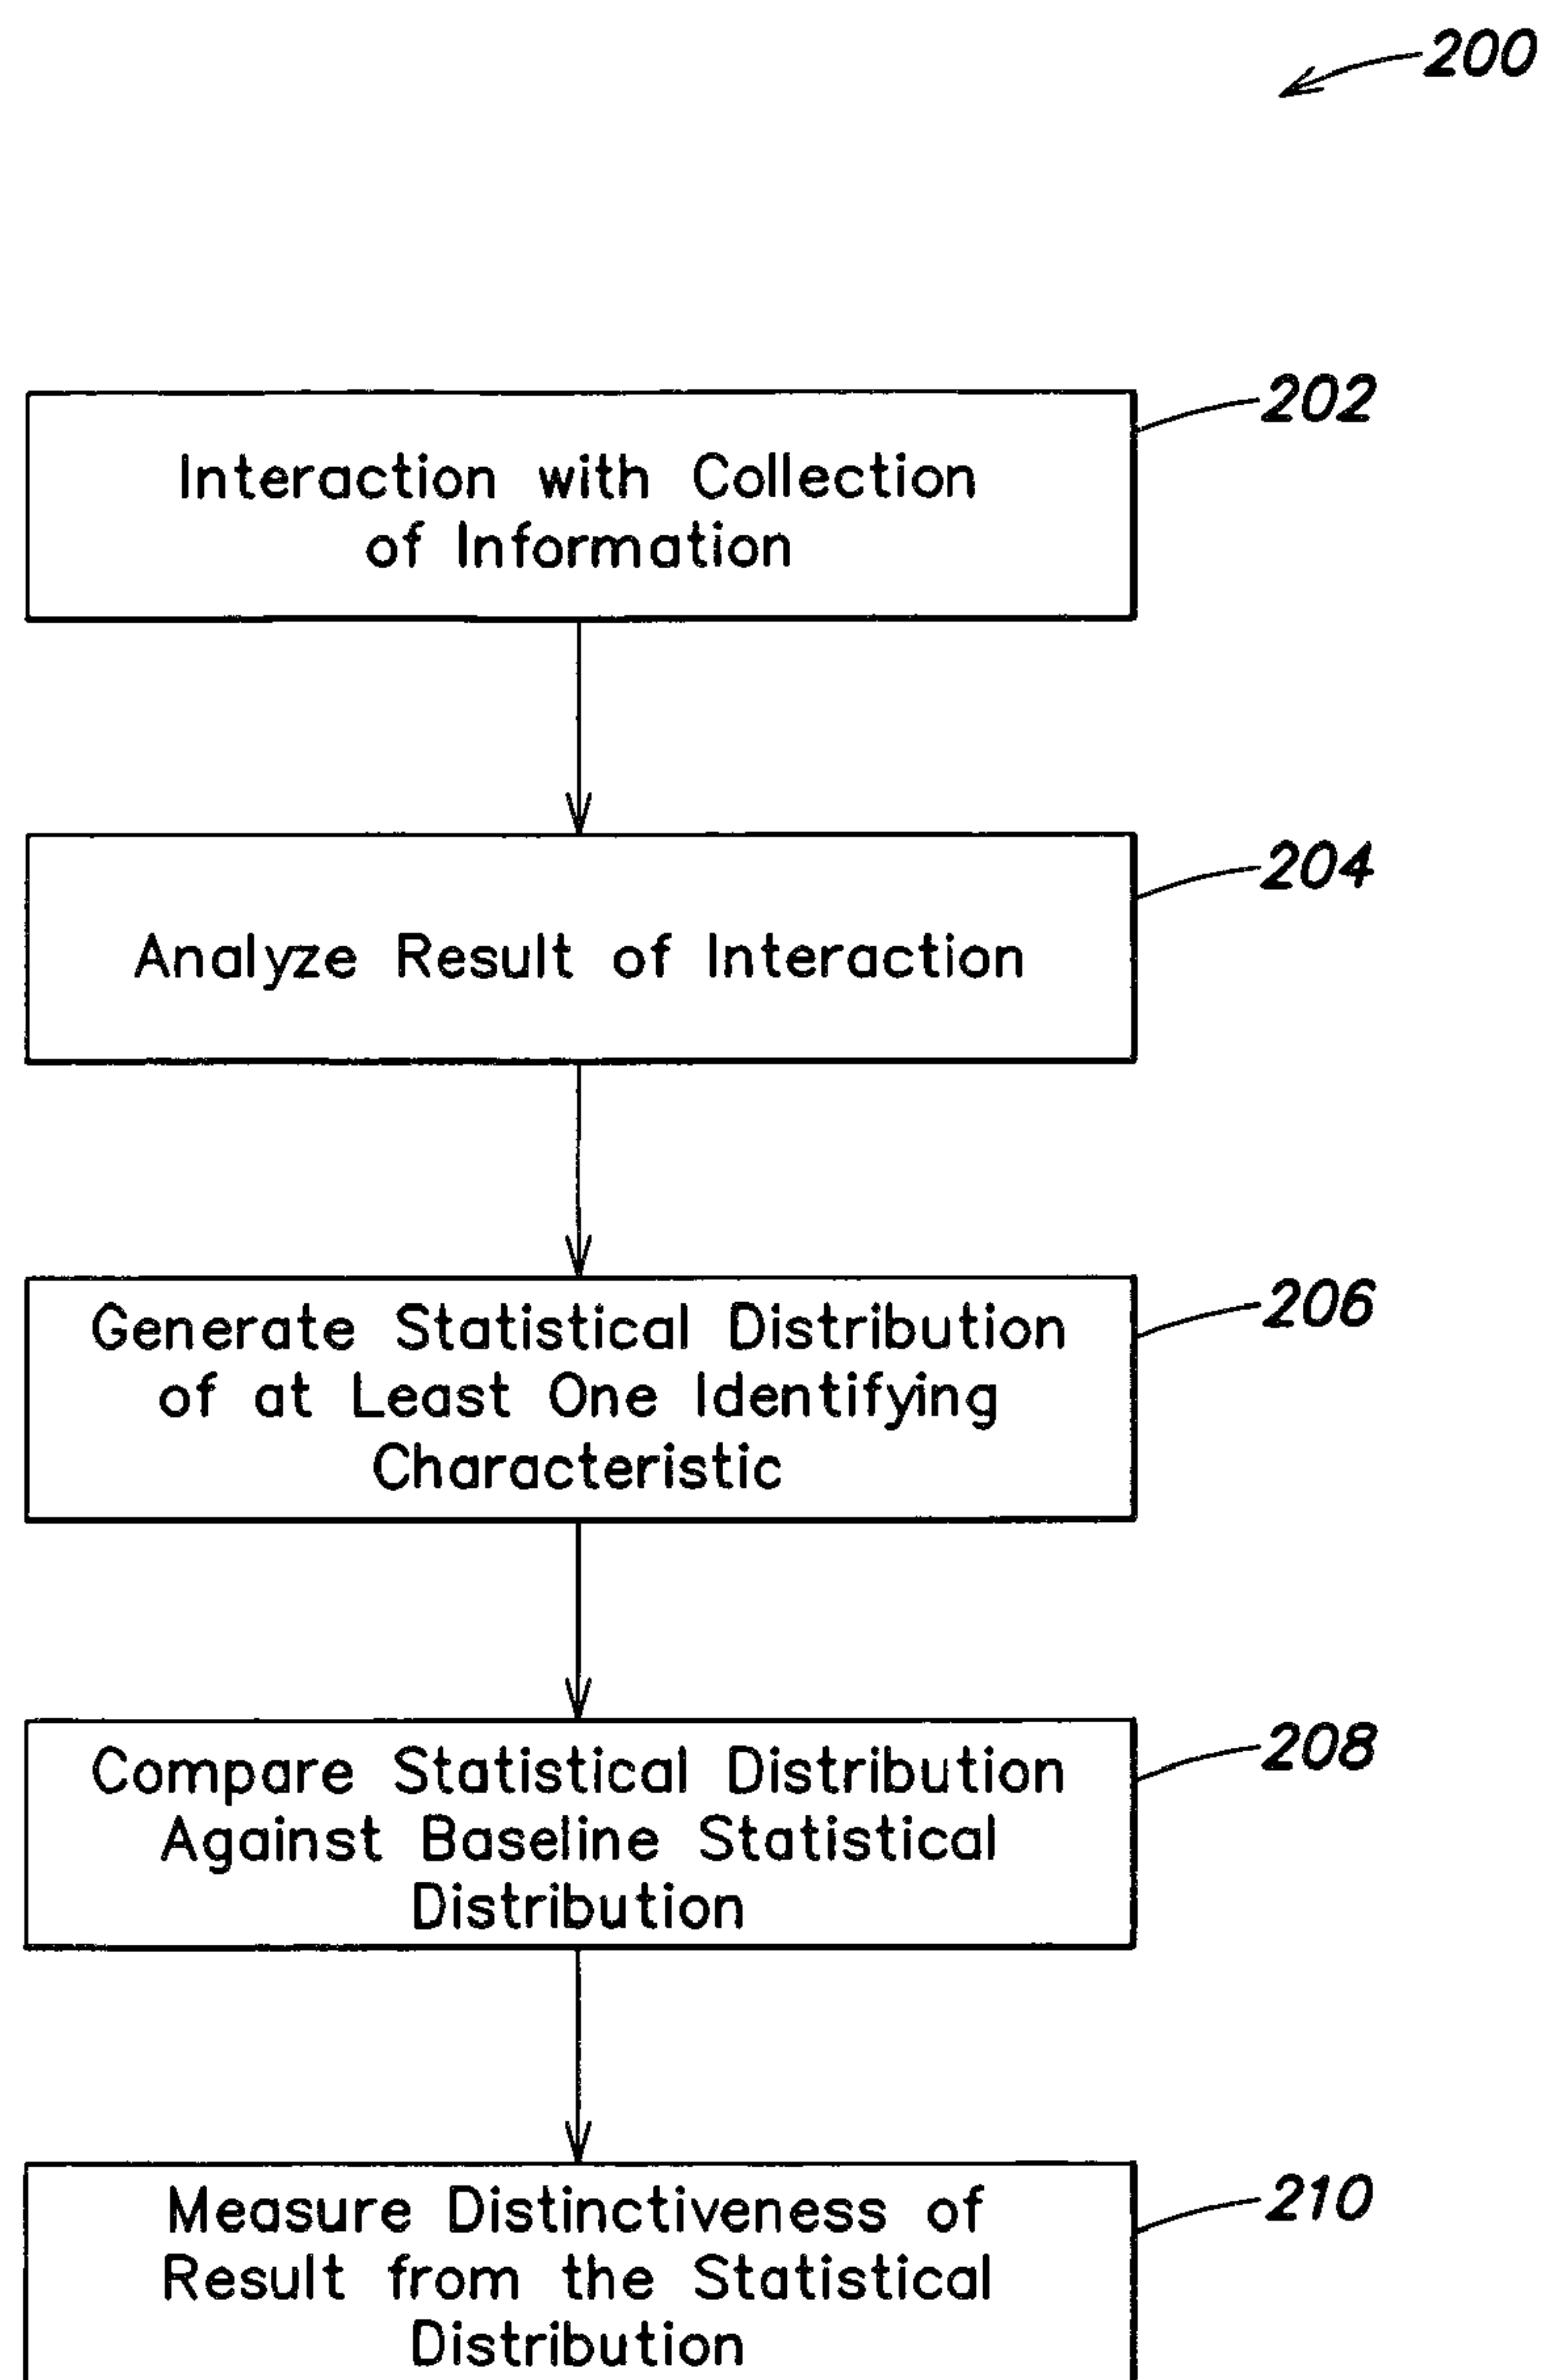 200
202
Interaction with Collection
of Information
204
Analyze Result of Interaction
206
Generate Statistical Distribution
of at Least One Identifying
Characteristic
208
Compare Statistical Distribution
Against Baseline Statistical
Distribution
210
Measure Distinctiveness of
Result from the Statistical
Distribution